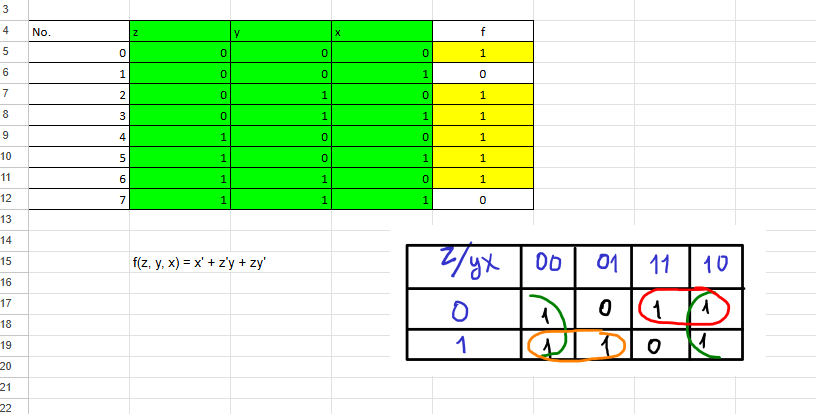 3
4 No. z y x f
5 0 0 0 0 1
6 1 0 0 1 0
7 2 0 1 0 1
8 3 0 1 1 1
9 4 1 0 0 1
10 5 1 0 1 1
11 6 1 1 0 1
12 7 1 1 1 0
13
14
15 f(z, y, x) = x' + z'y + zy'
16
17
18
19
20
21
22
z/yx 00 01 11 10
0 1 0 1 1
1 1 1 0 1